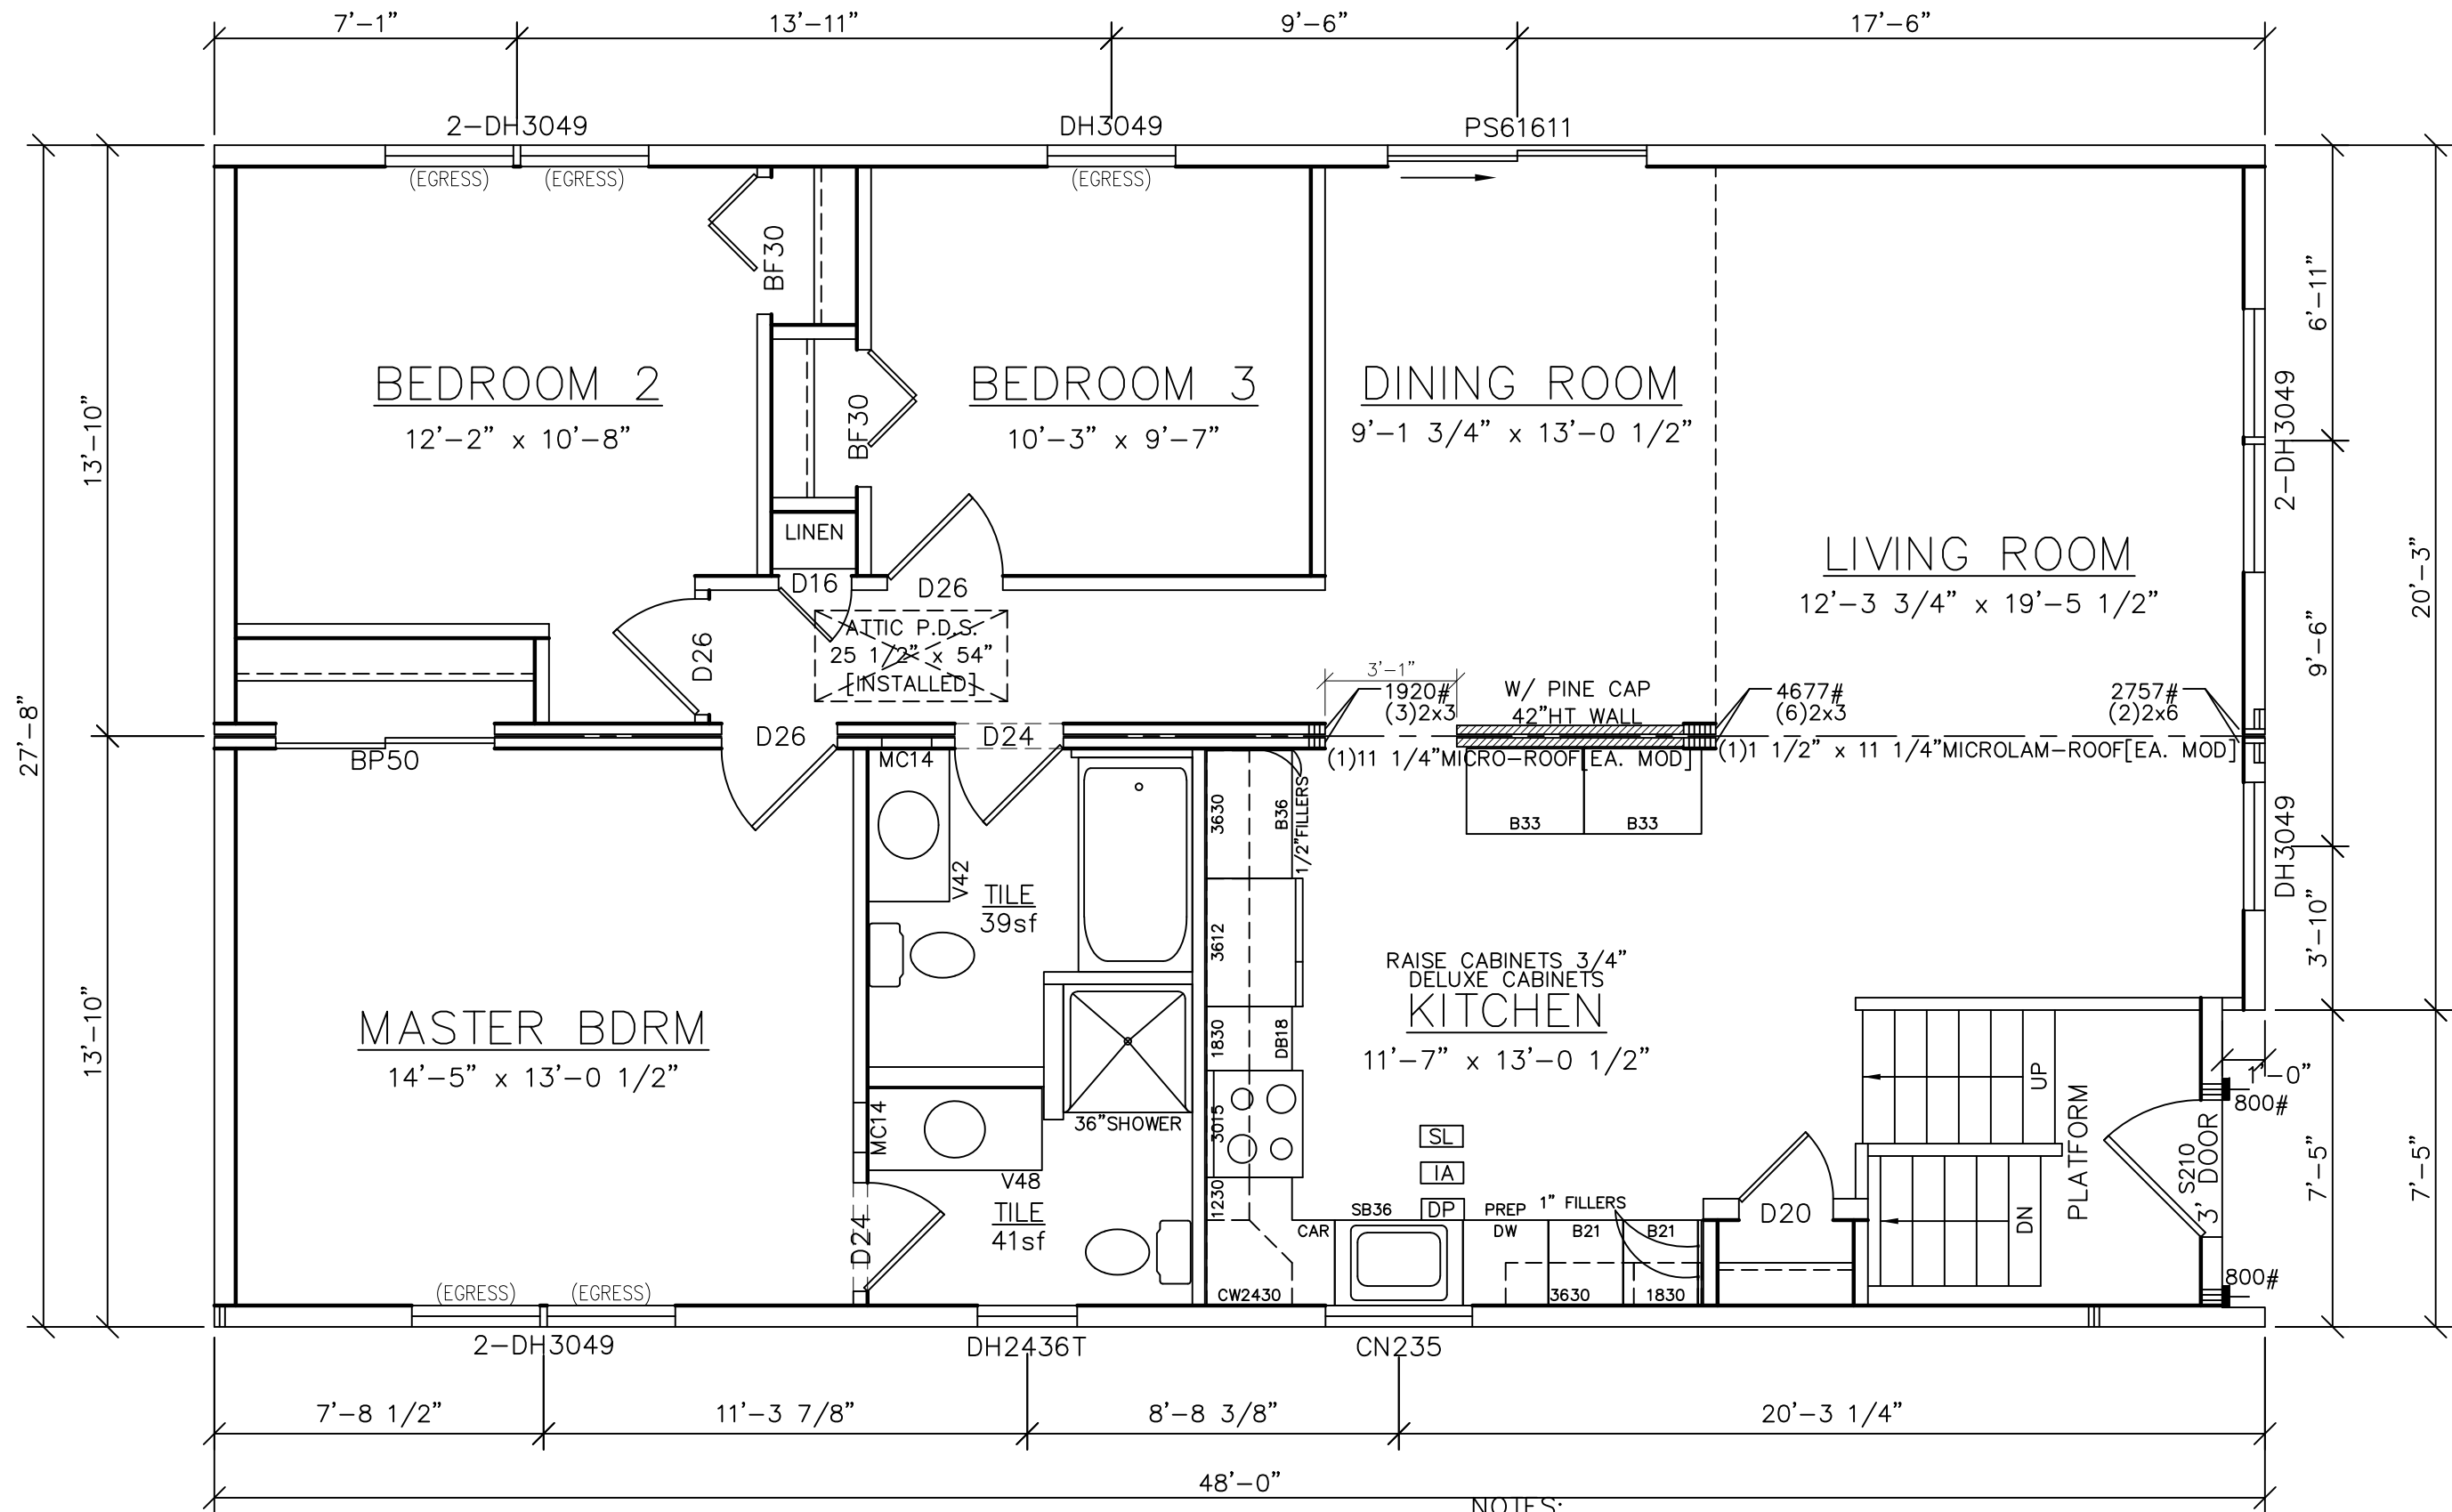 7'-1"
13'-11"
9'-6"
17'-6"
2-DH3049
DH3049
PS61611
(EGRESS)
(EGRESS)
(EGRESS)
BF30
6'-11"
BEDROOM 2
12'-2" x 10'-8"
BF30
BEDROOM 3
10'-3" x 9'-7"
DINING ROOM
9'-1 3/4" x 13'-0 1/2"
2-DH3049
13'-10"
LINEN
D16
D26
LIVING ROOM
12'-3 3/4" x 19'-5 1/2"
20'-3"
ATTIC P.D.S.
25 1/2" x 54"
[INSTALLED]
D26
9'-6"
3'-1"
1920#
(3)2x3
W/ PINE CAP
42"HT WALL
4677#
(6)2x3
2757#
(2)2x6
27'-8"
BP50
D26
MC14
D24
(1)11 1/4"MICRO-ROOF[EA. MOD]
(1)1 1/2" x 11 1/4"MICROLAM-ROOF[EA. MOD]
3630
B36
1/2"FILLERS
B33
B33
DH3049
V42
TILE
39sf
3612
3'-10"
RAISE CABINETS 3/4"
DELUXE CABINETS
KITCHEN
11'-7" x 13'-0 1/2"
13'-10"
MASTER BDRM
14'-5" x 13'-0 1/2"
1830
DB18
UP
1'-0"
800#
MC14
36"SHOWER
3015
SL
IA
DP
PLATFORM
S210
3' DOOR
7'-5"
7'-5"
V48
TILE
41sf
D24
1230
CAR
SB36
PREP
DW
1" FILLERS
B21
B21
D20
DN
800#
(EGRESS)
(EGRESS)
CW2430
3630
1830
2-DH3049
DH2436T
CN235
7'-8 1/2"
11'-3 7/8"
8'-8 3/8"
20'-3 1/4"
48'-0"
NOTES: